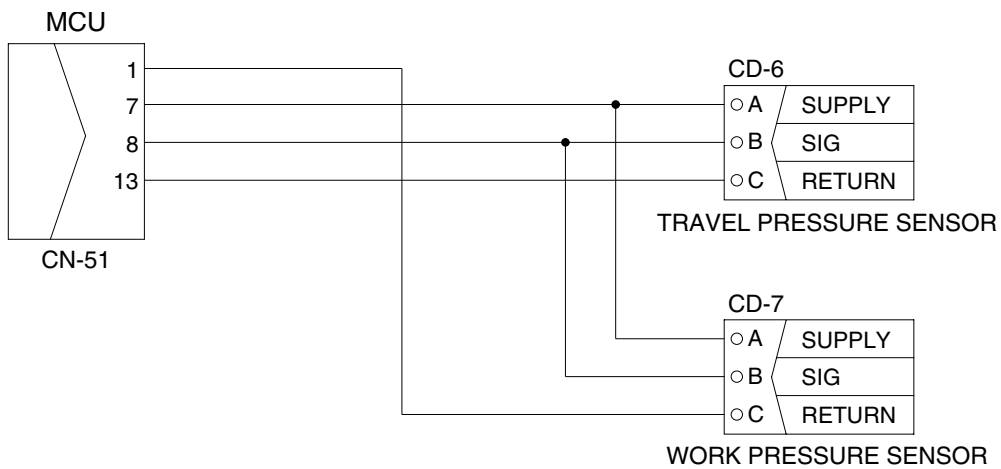 MCU
1
7
8
13
CN-51
CD-6
A SUPPLY
B SIG
C RETURN
TRAVEL PRESSURE SENSOR
CD-7
A SUPPLY
B SIG
C RETURN
WORK PRESSURE SENSOR